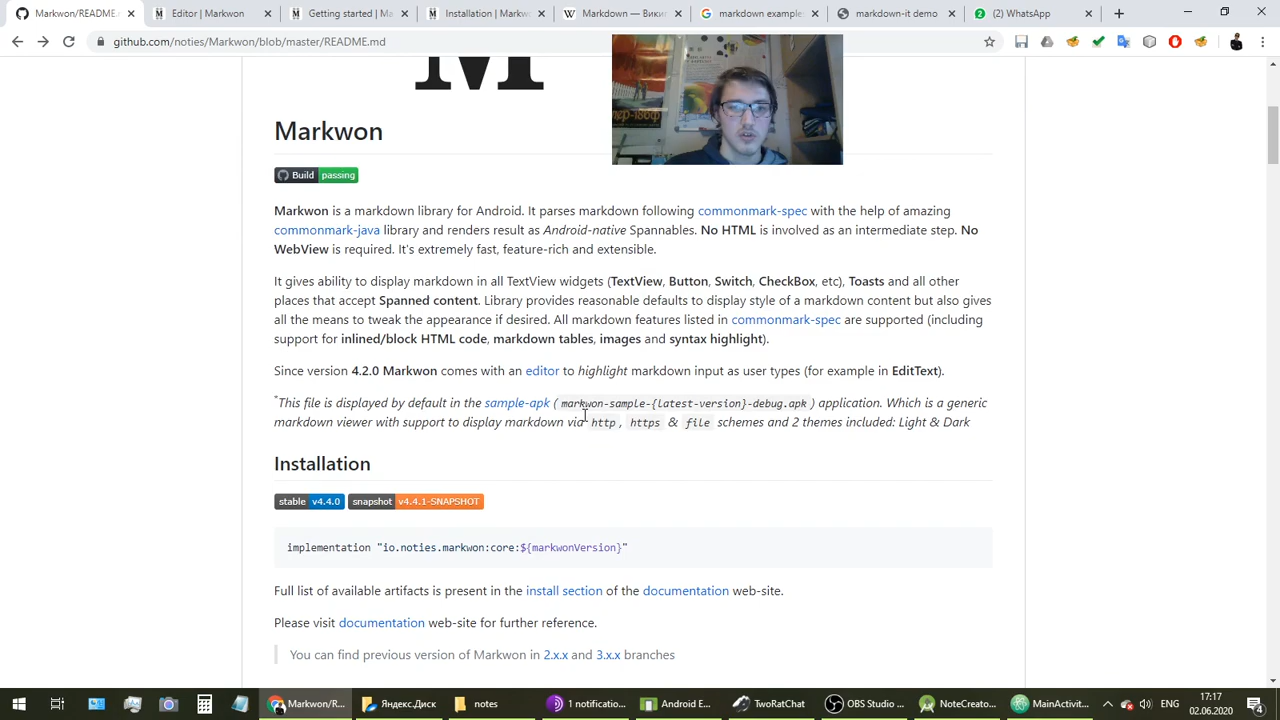 Markwon/README.m
Editor | Markwon
Getting started | Ma
Installation | Markw
Markwon — Вики
markdown example
markdown-it demo
(2) WhatsApp
github.com/noties/Markwon/blob/master/README.md
Markwon
Build passing
Markwon is a markdown library for Android. It parses markdown following commonmark-spec with the help of amazing
commonmark-java library and renders result as Android-native Spannables. No HTML is involved as an intermediate step. No
WebView is required. It's extremely fast, feature-rich and extensible.
It gives ability to display markdown in all TextView widgets (TextView, Button, Switch, CheckBox, etc), Toasts and all other
places that accept Spanned content. Library provides reasonable defaults to display style of a markdown content but also gives
all the means to tweak the appearance if desired. All markdown features listed in commonmark-spec are supported (including
support for inlined/block HTML code, markdown tables, images and syntax highlight).
Since version 4.2.0 Markwon comes with an editor to highlight markdown input as user types (for example in EditText).
*This file is displayed by default in the sample-apk ( markwon-sample-{latest-version}-debug.apk ) application. Which is a generic
markdown viewer with support to display markdown via http, https & file schemes and 2 themes included: Light & Dark
Installation
stable v4.4.0 snapshot v4.4.1-SNAPSHOT
implementation "io.noties.markwon:core:${markwonVersion}"
Full list of available artifacts is present in the install section of the documentation web-site.
Please visit documentation web-site for further reference.
You can find previous version of Markwon in 2.x.x and 3.x.x branches
Markwon/R...
Яндекс.Диск
notes
1 notification...
Android E...
TwoRatChat
OBS Studio ...
NoteCreato...
MainActivit...
ENG
17:17
02.06.2020
4